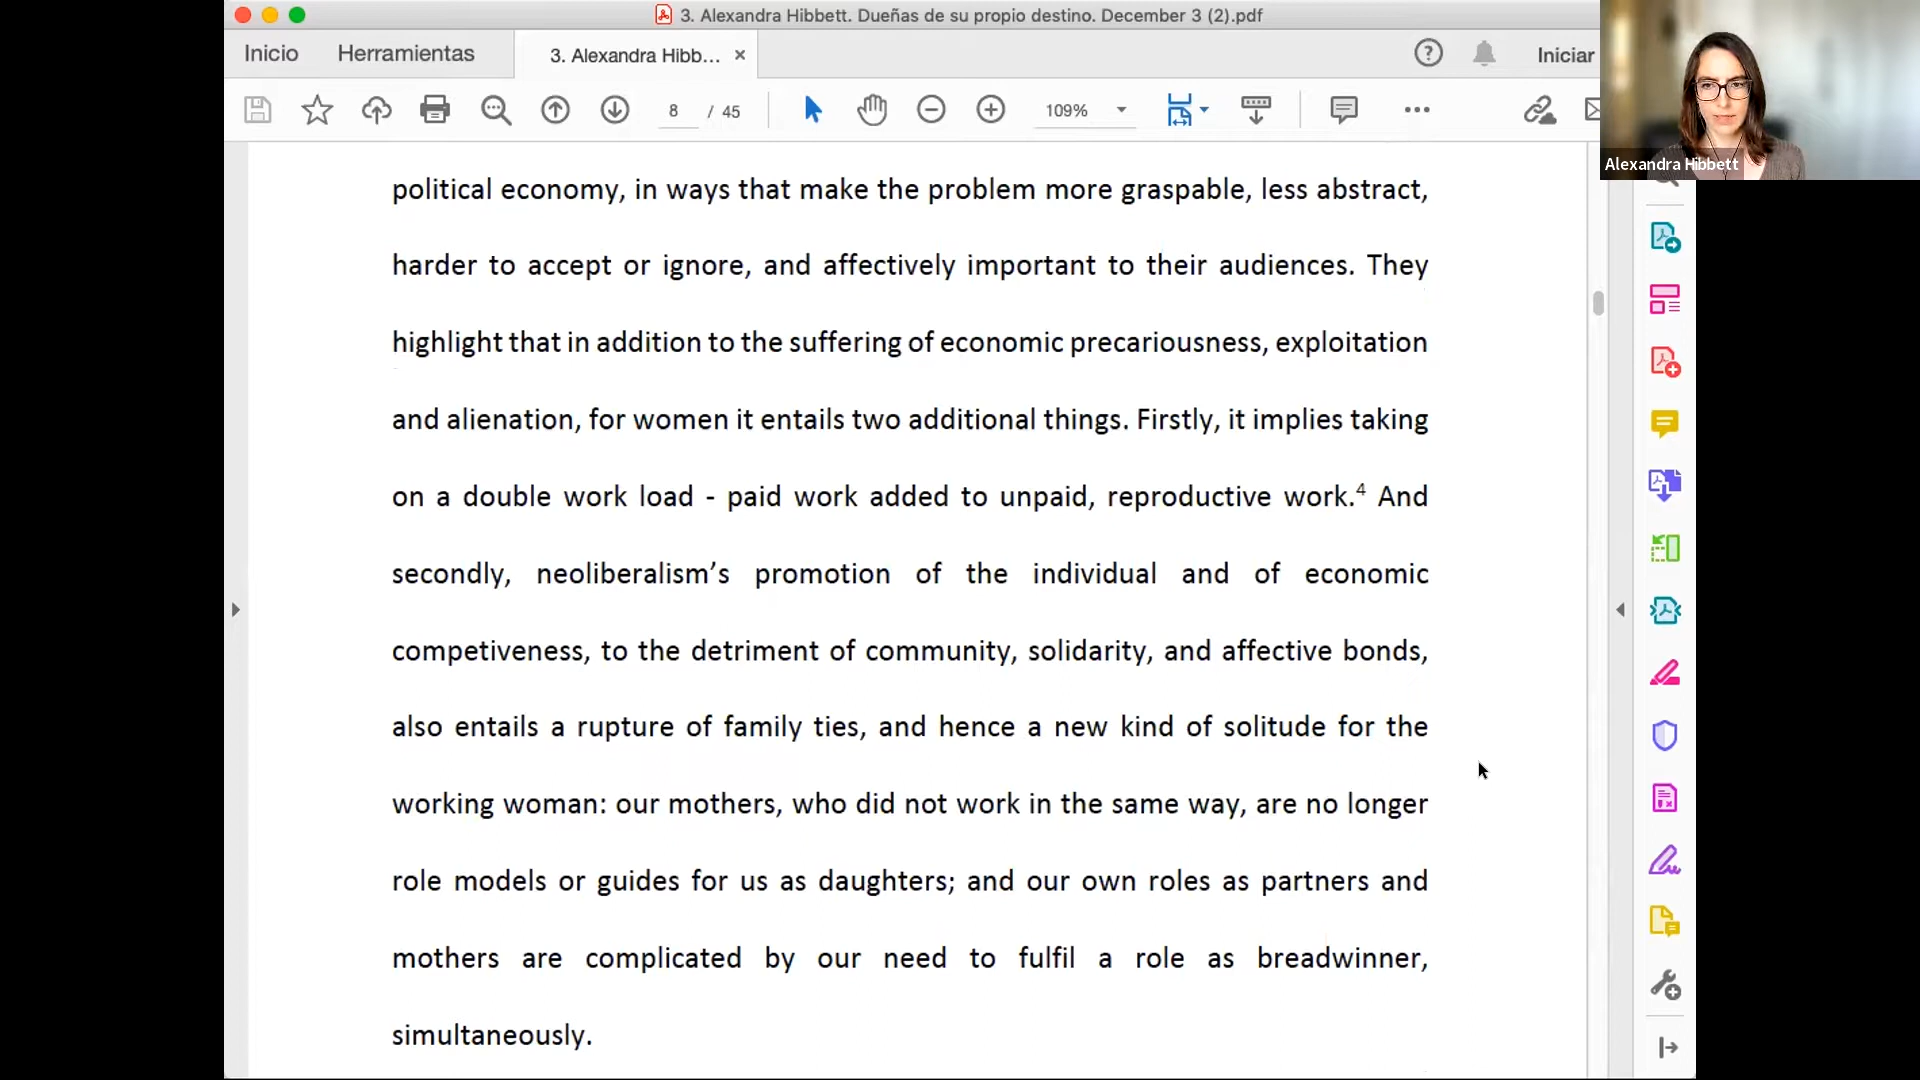 3. Alexandra Hibbett. Dueñas de su propio destino. December 3 (2).pdf
Inicio Herramientas 3. Alexandra Hibb... × ? Iniciar
8 / 45 109%
Alexandra Hibbett
political economy, in ways that make the problem more graspable, less abstract,
harder to accept or ignore, and affectively important to their audiences. They
highlight that in addition to the suffering of economic precariousness, exploitation
and alienation, for women it entails two additional things. Firstly, it implies taking
on a double work load - paid work added to unpaid, reproductive work.4 And
secondly, neoliberalism’s promotion of the individual and of economic
competiveness, to the detriment of community, solidarity, and affective bonds,
also entails a rupture of family ties, and hence a new kind of solitude for the
working woman: our mothers, who did not work in the same way, are no longer
role models or guides for us as daughters; and our own roles as partners and
mothers are complicated by our need to fulfil a role as breadwinner,
simultaneously.